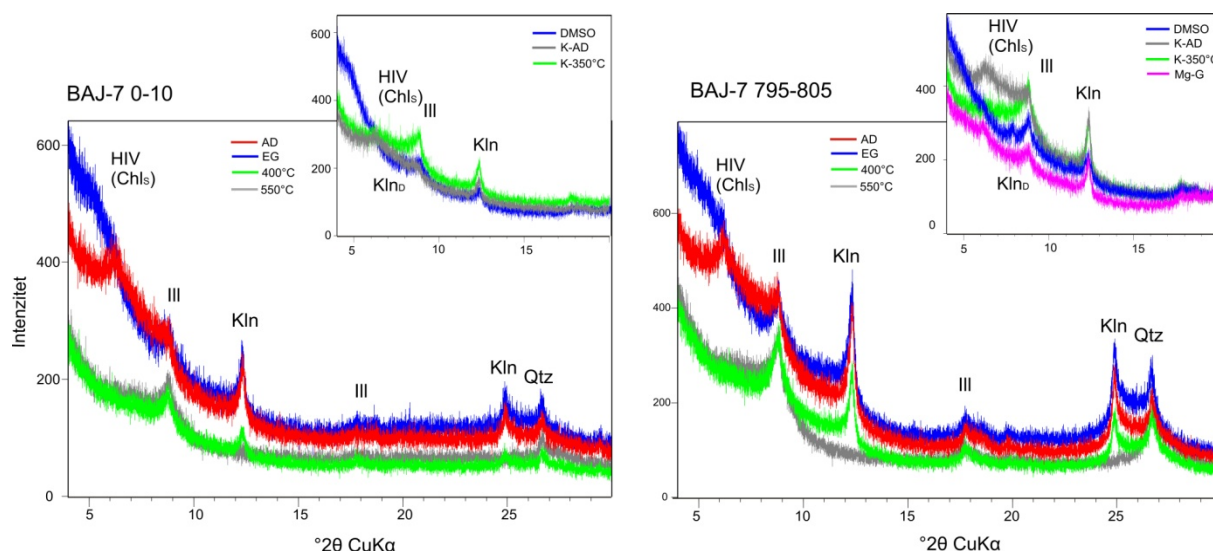 BAJ-7 0-10
600
400
200
0
5
10
15
20
25
Intenzitet
°2θ CuKα
HIV
(Chls)
Ill
Kln
Ill
Kln
Qtz
AD
EG
400°C
550°C
600
400
200
0
5
10
15
HIV
(Chls)
Ill
Kln
KlnD
DMSO
K-AD
K-350°C
BAJ-7 795-805
600
400
200
0
5
10
15
20
25
°2θ CuKα
HIV
(Chls)
Ill
Kln
Ill
Kln
Qtz
AD
EG
400°C
550°C
400
200
0
5
10
15
HIV
(Chls)
Ill
Kln
KlnD
DMSO
K-AD
K-350°C
Mg-G